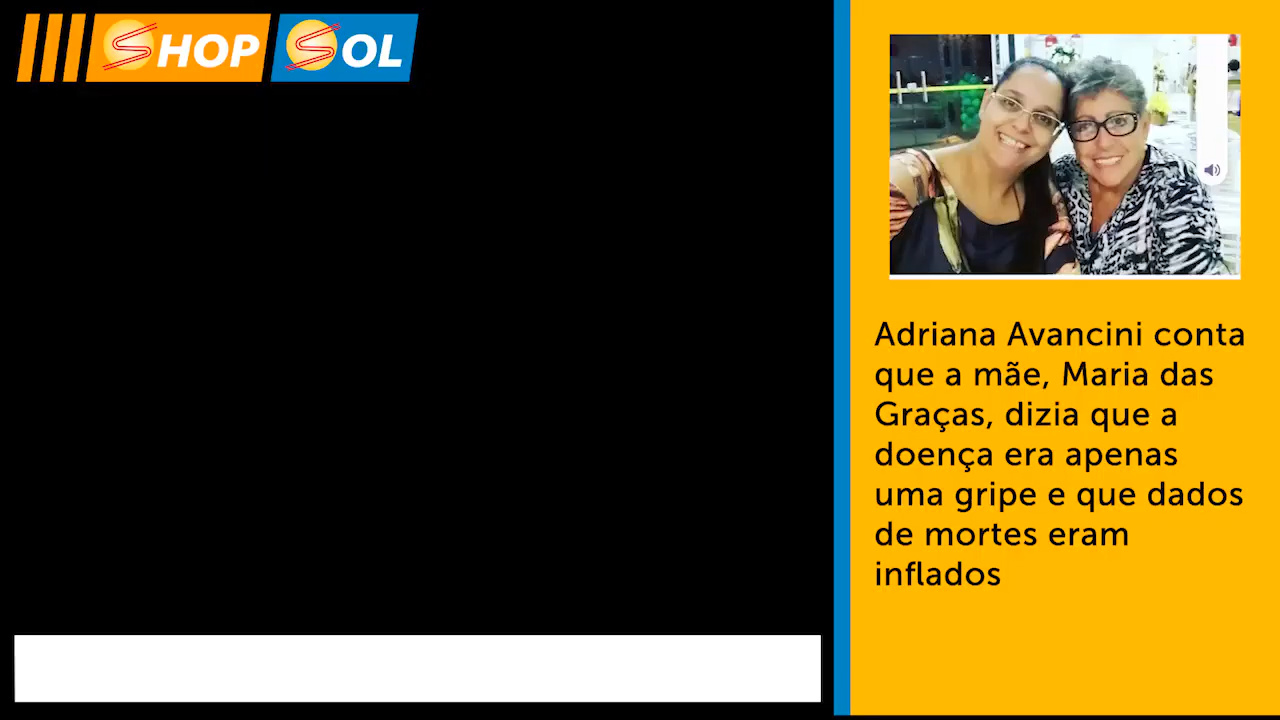 SHOP SOL
Adriana Avancini conta
que a mãe, Maria das
Graças, dizia que a
doença era apenas
uma gripe e que dados
de mortes eram
inflados